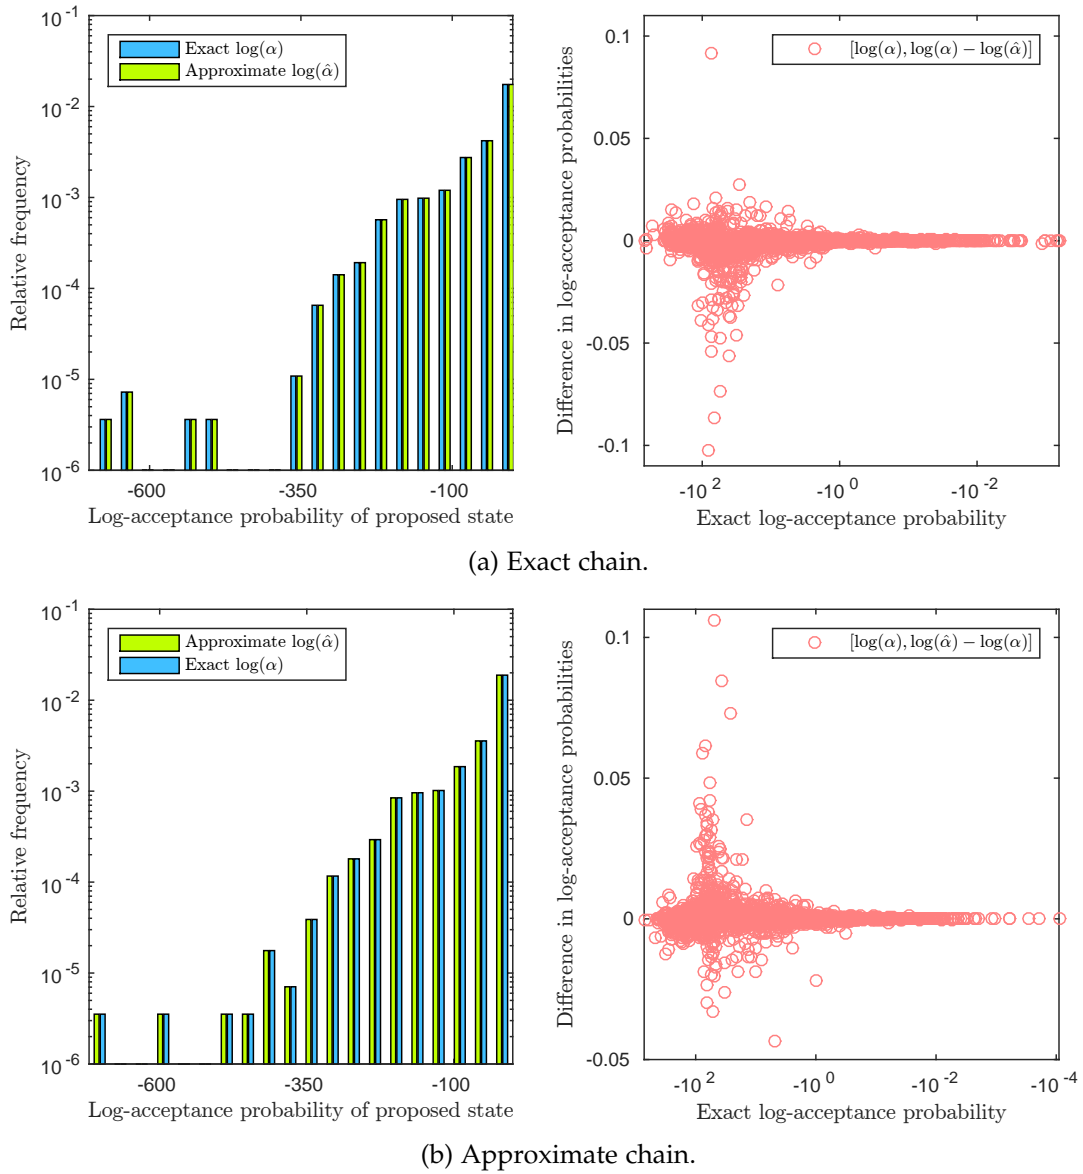 10^-1
10^-2
10^-3
10^-4
10^-5
10^-6
Relative frequency
Exact log(α)
Approximate log(α̂)
-600
-350
-100
Log-acceptance probability of proposed state
0.1
0.05
0
-0.05
-0.1
Difference in log-acceptance probabilities
[log(α), log(α) − log(α̂)]
-10^2
-10^1
-10^0
-10^-2
Exact log-acceptance probability
(a) Exact chain.
10^-1
10^-2
10^-3
10^-4
10^-5
10^-6
Relative frequency
Approximate log(α̂)
Exact log(α)
-600
-350
-100
Log-acceptance probability of proposed state
0.1
0.05
0
-0.05
Difference in log-acceptance probabilities
[log(α), log(α̂) − log(α)]
-10^2
-10^0
-10^-2
-10^-4
Exact log-acceptance probability
(b) Approximate chain.